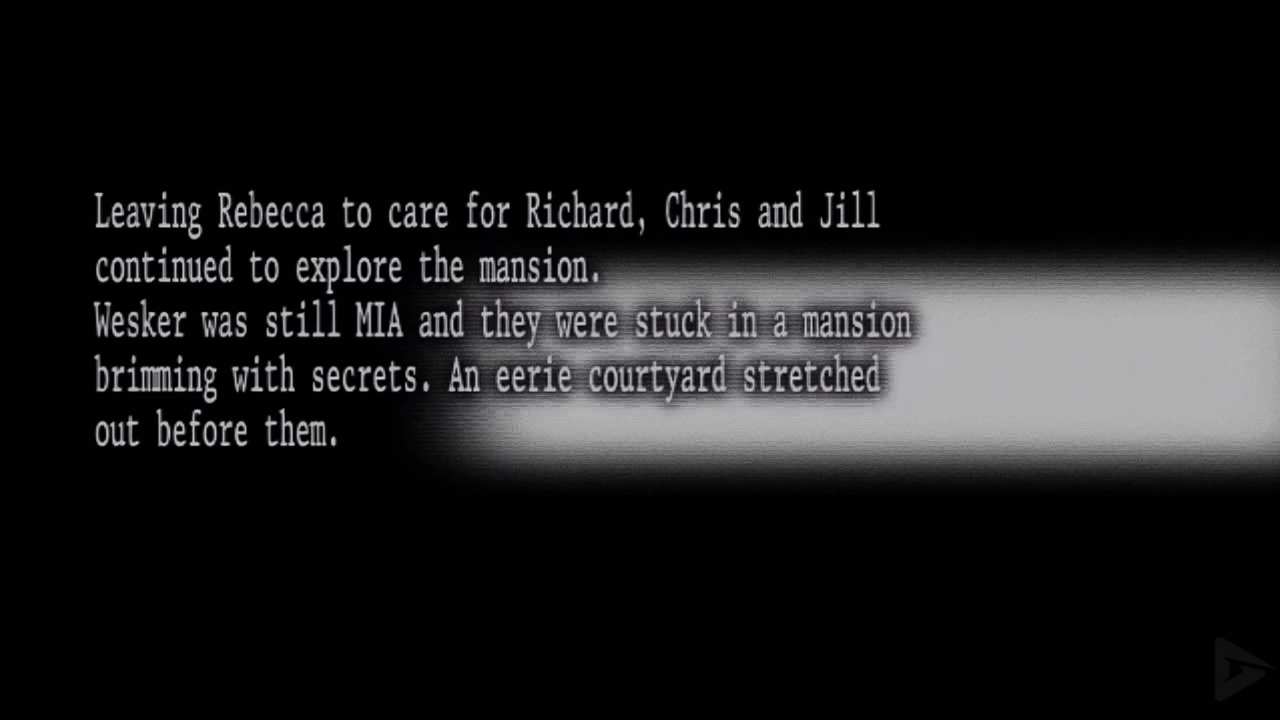 Leaving Rebecca to care for Richard, Chris and Jill
continued to explore the mansion.
Wesker was still MIA and they were stuck in a mansion
brimming with secrets. An eerie courtyard stretched
out before them.